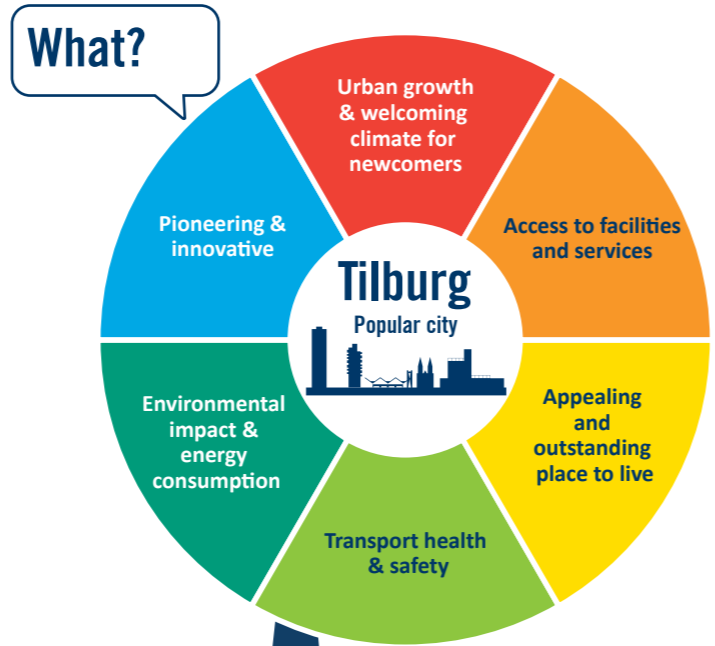 What?
Urban growth
& welcoming
climate for
newcomers
Access to facilities
and services
Appealing
and
outstanding
place to live
Transport health
& safety
Environmental
impact &
energy
consumption
Pioneering &
innovative
Tilburg
Popular city